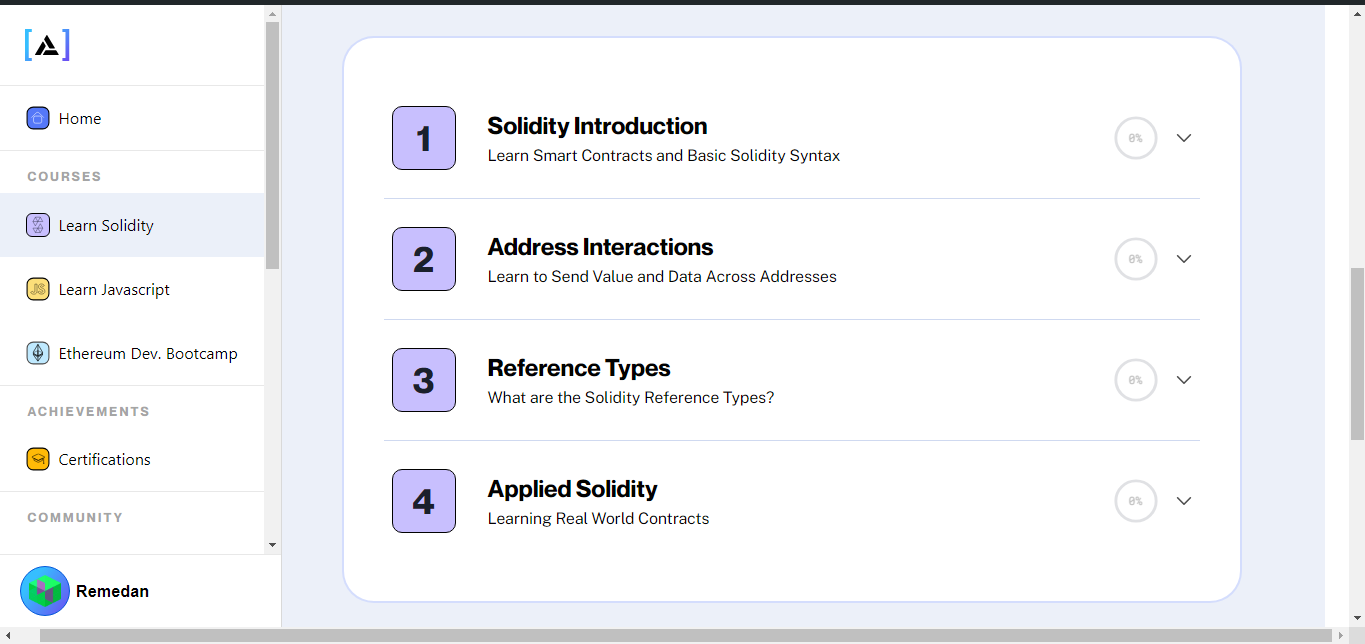 Home
COURSES
Learn Solidity
JS
Learn Javascript
Ethereum Dev. Bootcamp
ACHIEVEMENTS
Certifications
COMMUNITY
Remedan
1
Solidity Introduction
Learn Smart Contracts and Basic Solidity Syntax
0%
2
Address Interactions
Learn to Send Value and Data Across Addresses
0%
3
Reference Types
What are the Solidity Reference Types?
0%
4
Applied Solidity
Learning Real World Contracts
0%